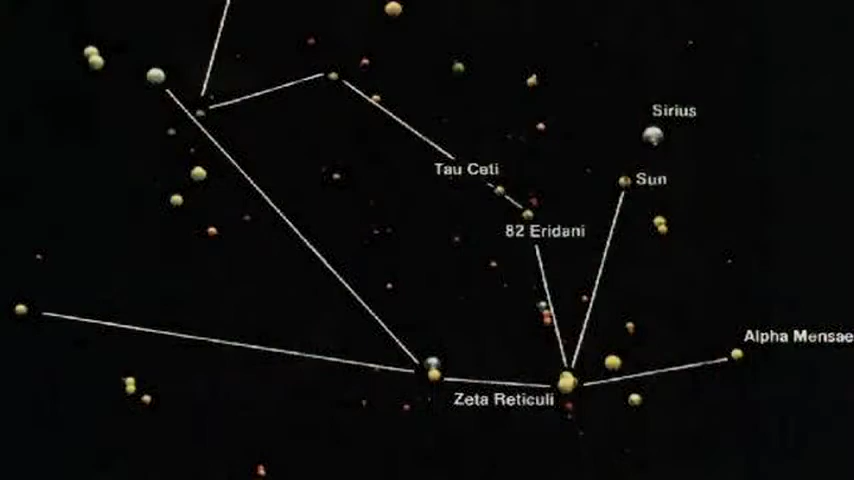 Sirius
Tau Ceti
Sun
82 Eridani
Alpha Mensae
Zeta Reticuli